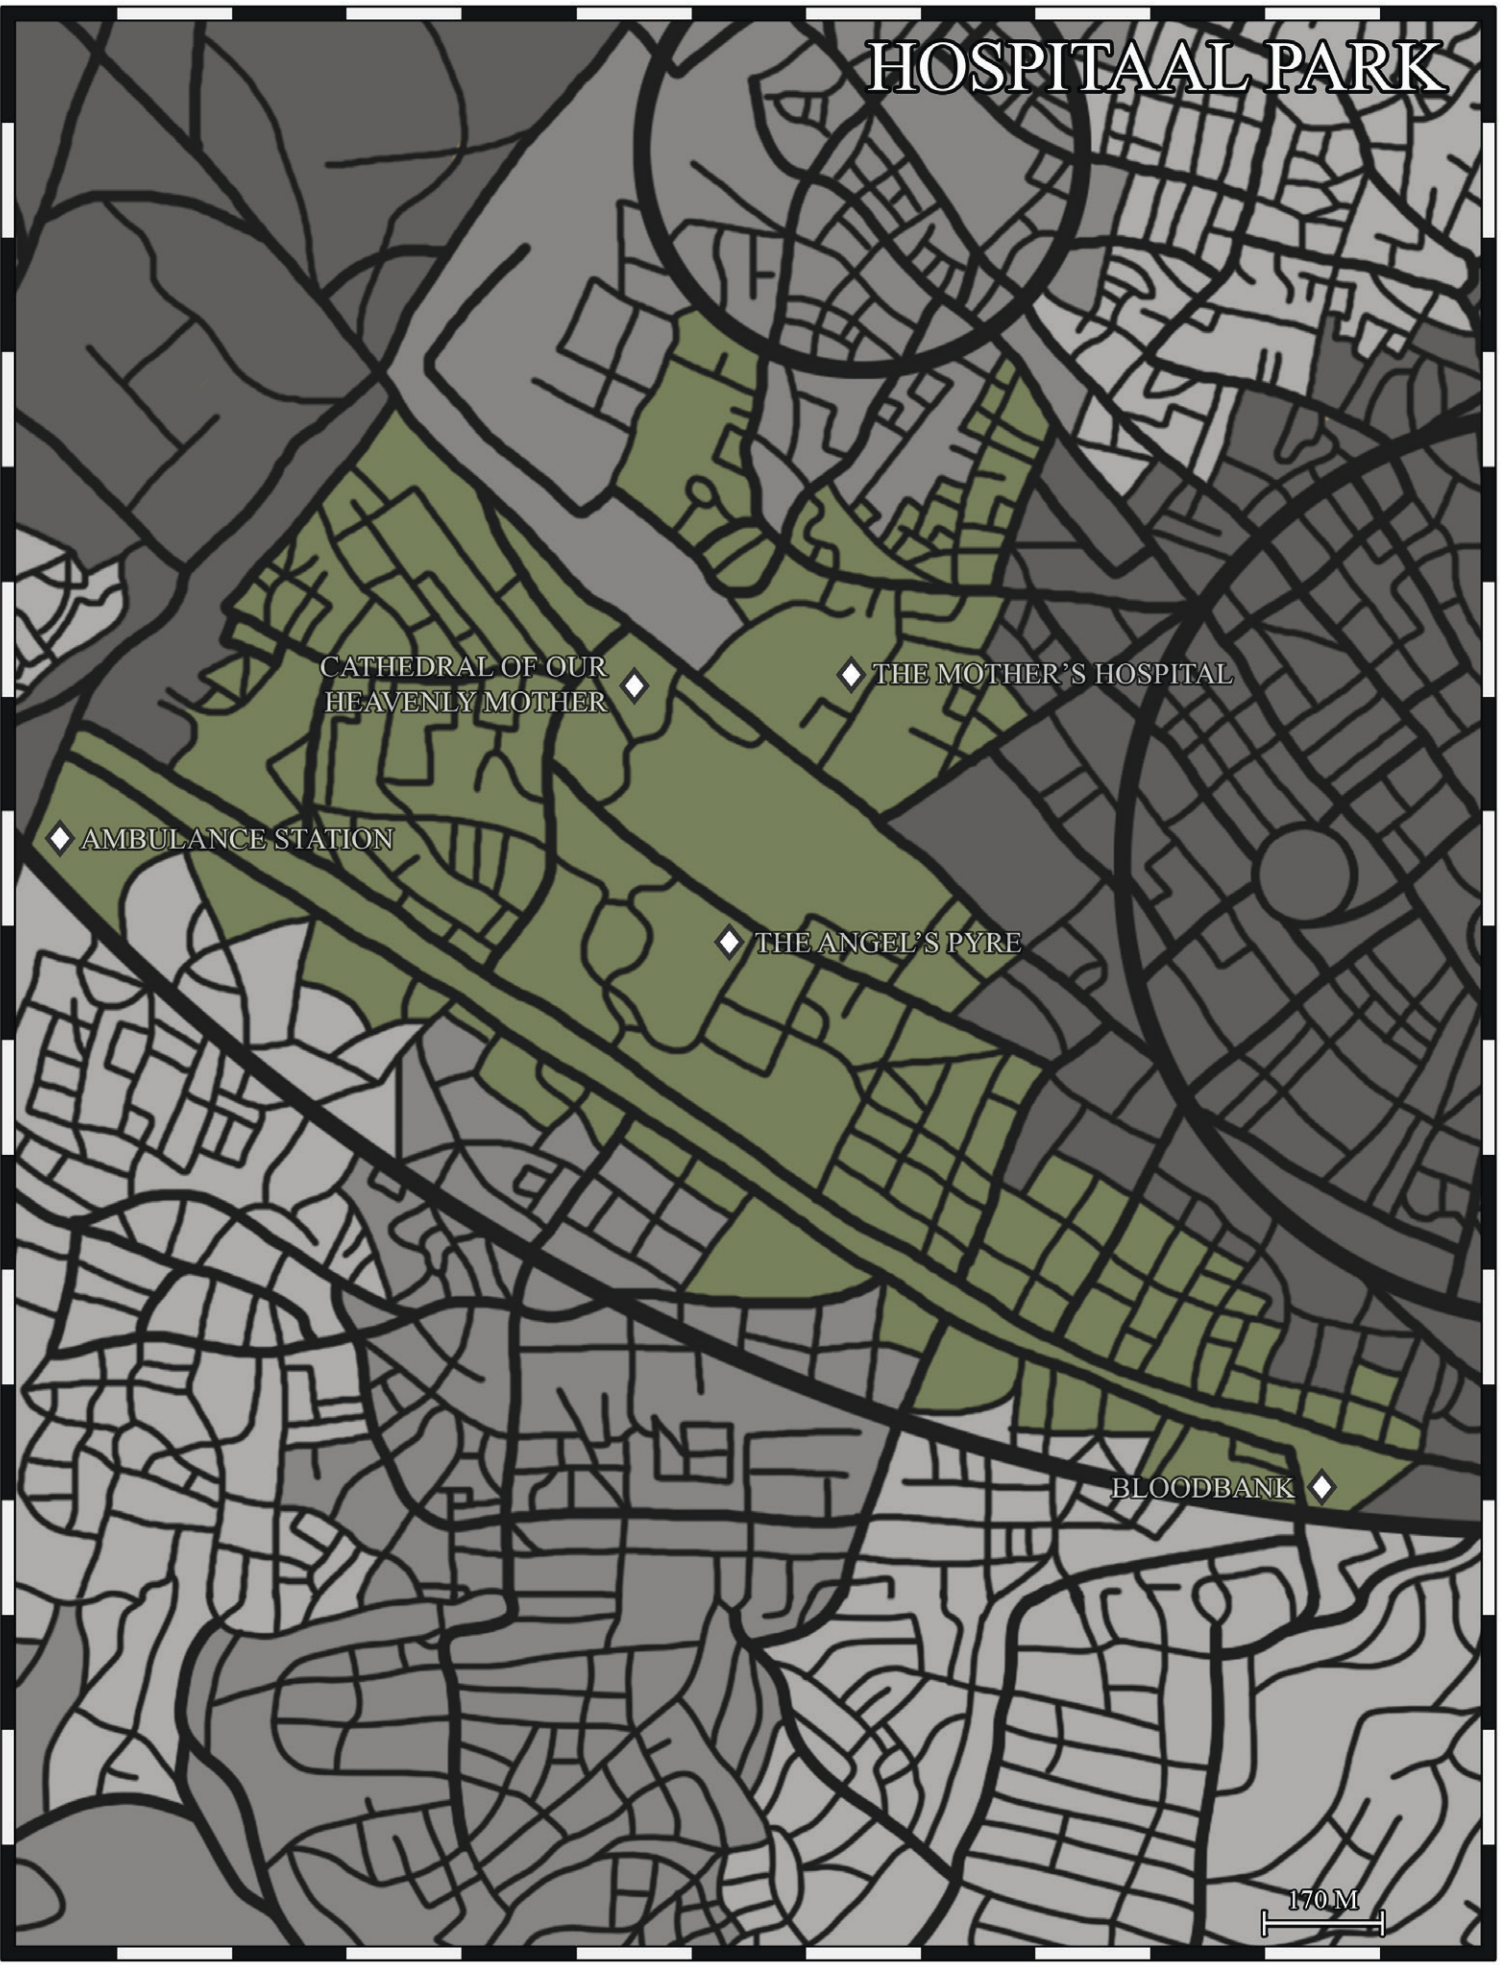 HOSPITAAL PARK
CATHEDRAL OF OUR
HEAVENLY MOTHER
THE MOTHER'S HOSPITAL
AMBULANCE STATION
THE ANGEL'S PYRE
BLOODBANK
170 M